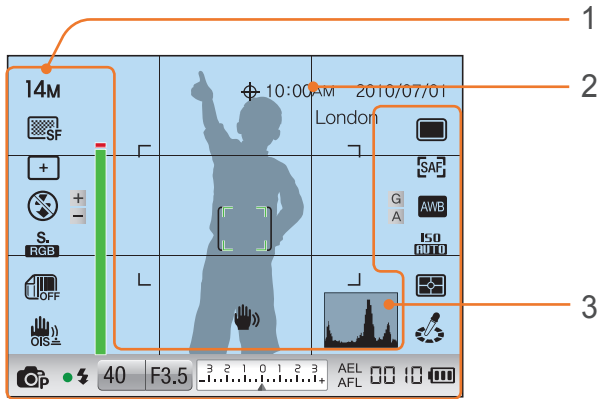 1
14M
10:00AM 2010/07/01
2
London
SF
SAF
+
+
-
G
A
AWB
S.
RGB
ISO
AUTO
OFF
OIS
3
P
40
F3.5
- 3 2 1 0 1 2 3 +
AEL
AFL
0010